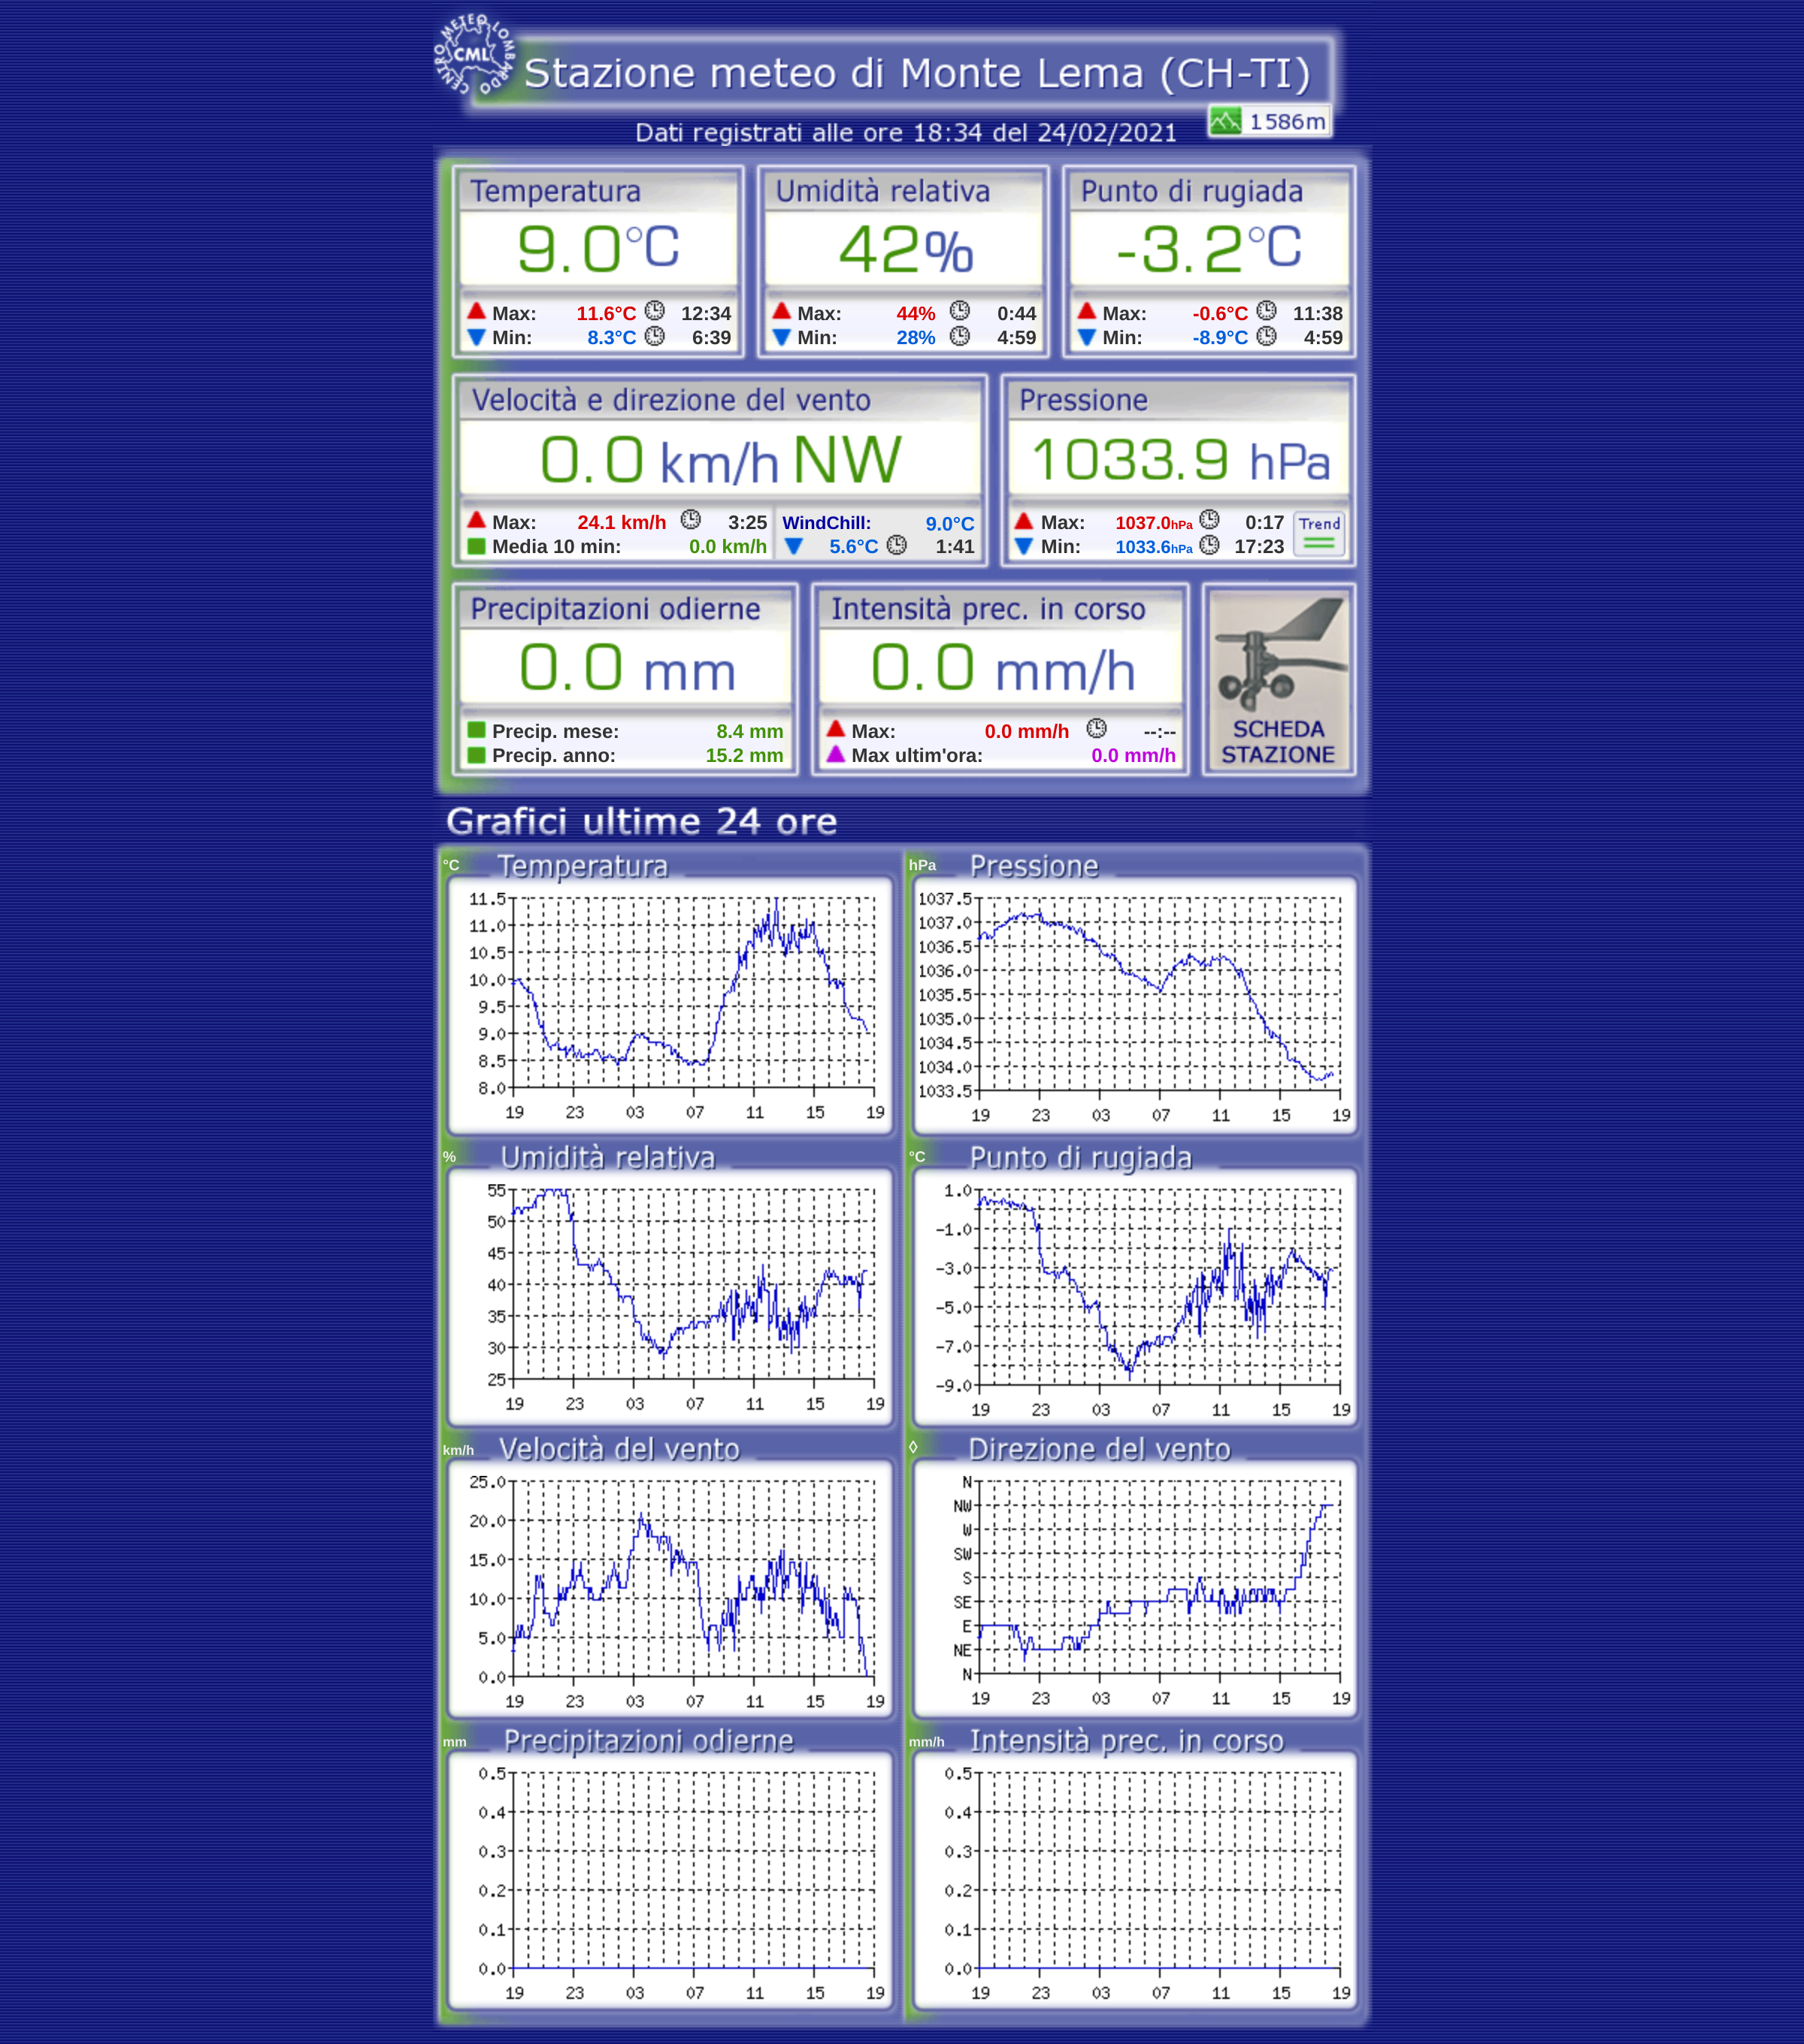 CENTRO METEO LOMBARDO
CML
Stazione meteo di Monte Lema (CH-TI)
1586m
Dati registrati alle ore 18:34 del 24/02/2021
Temperatura
9.0°C
Max: 11.6°C 12:34
Min: 8.3°C 6:39
Umidità relativa
42%
Max: 44% 0:44
Min: 28% 4:59
Punto di rugiada
-3.2°C
Max: -0.6°C 11:38
Min: -8.9°C 4:59
Velocità e direzione del vento
0.0 km/h NW
Max: 24.1 km/h 3:25
Media 10 min: 0.0 km/h
WindChill: 9.0°C
5.6°C 1:41
Pressione
1033.9 hPa
Max: 1037.0hPa 0:17
Min: 1033.6hPa 17:23
Trend
Precipitazioni odierne
0.0 mm
Precip. mese: 8.4 mm
Precip. anno: 15.2 mm
Intensità prec. in corso
0.0 mm/h
Max: 0.0 mm/h --:--
Max ultim'ora: 0.0 mm/h
SCHEDA
STAZIONE
Grafici ultime 24 ore
°C Temperatura
11.5
11.0
10.5
10.0
9.5
9.0
8.5
8.0
19 23 03 07 11 15 19
hPa Pressione
1037.5
1037.0
1036.5
1036.0
1035.5
1035.0
1034.5
1034.0
1033.5
19 23 03 07 11 15 19
% Umidità relativa
55
50
45
40
35
30
25
19 23 03 07 11 15 19
°C Punto di rugiada
1.0
-1.0
-3.0
-5.0
-7.0
-9.0
19 23 03 07 11 15 19
km/h Velocità del vento
25.0
20.0
15.0
10.0
5.0
0.0
19 23 03 07 11 15 19
◊ Direzione del vento
N
NW
W
SW
S
SE
E
NE
N
19 23 03 07 11 15 19
mm Precipitazioni odierne
0.5
0.4
0.3
0.2
0.1
0.0
19 23 03 07 11 15 19
mm/h Intensità prec. in corso
0.5
0.4
0.3
0.2
0.1
0.0
19 23 03 07 11 15 19